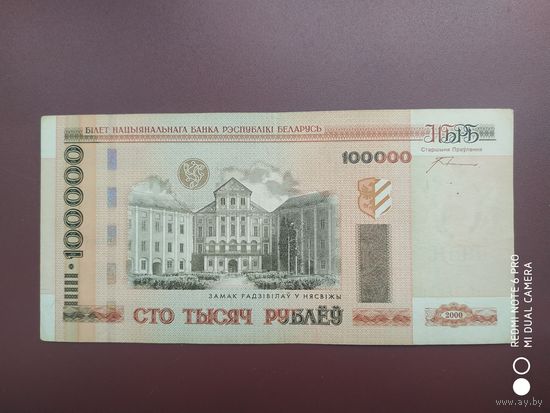 БІЛЕТ НАЦЫЯНАЛЬНАГА БАНКА РЭСПУБЛІКІ БЕЛАРУСЬ
НБРБ
Старшыня Праўлення
100000
100000
ЗАМАК РАДЗІВІЛАЎ У НЯСВІЖЫ
СТО ТЫСЯЧ РУБЛЁЎ
2000
REDMI NOTE 6 PRO
MI DUAL CAMERA
www.ay.by